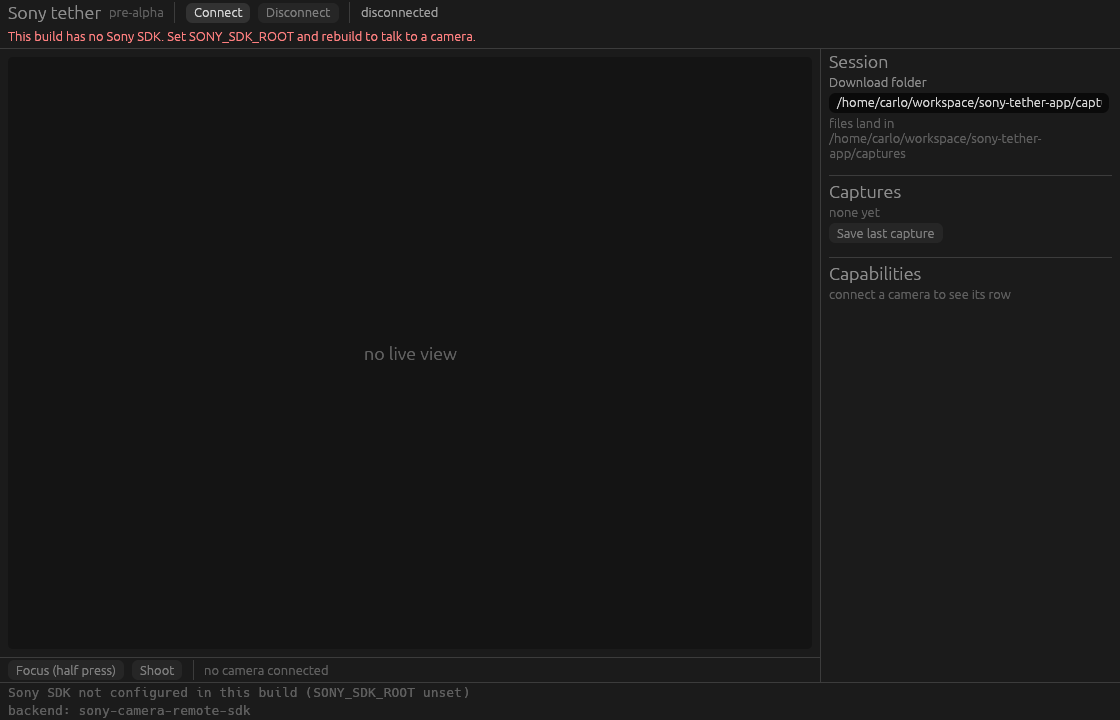 Sony tether pre-alpha Connect Disconnect disconnected
This build has no Sony SDK. Set SONY_SDK_ROOT and rebuild to talk to a camera.
Session
Download folder
/home/carlo/workspace/sony-tether-app/capt
files land in
/home/carlo/workspace/sony-tether-
app/captures
Captures
none yet
Save last capture
Capabilities
connect a camera to see its row
no live view
Focus (half press) Shoot no camera connected
Sony SDK not configured in this build (SONY_SDK_ROOT unset)
backend: sony-camera-remote-sdk